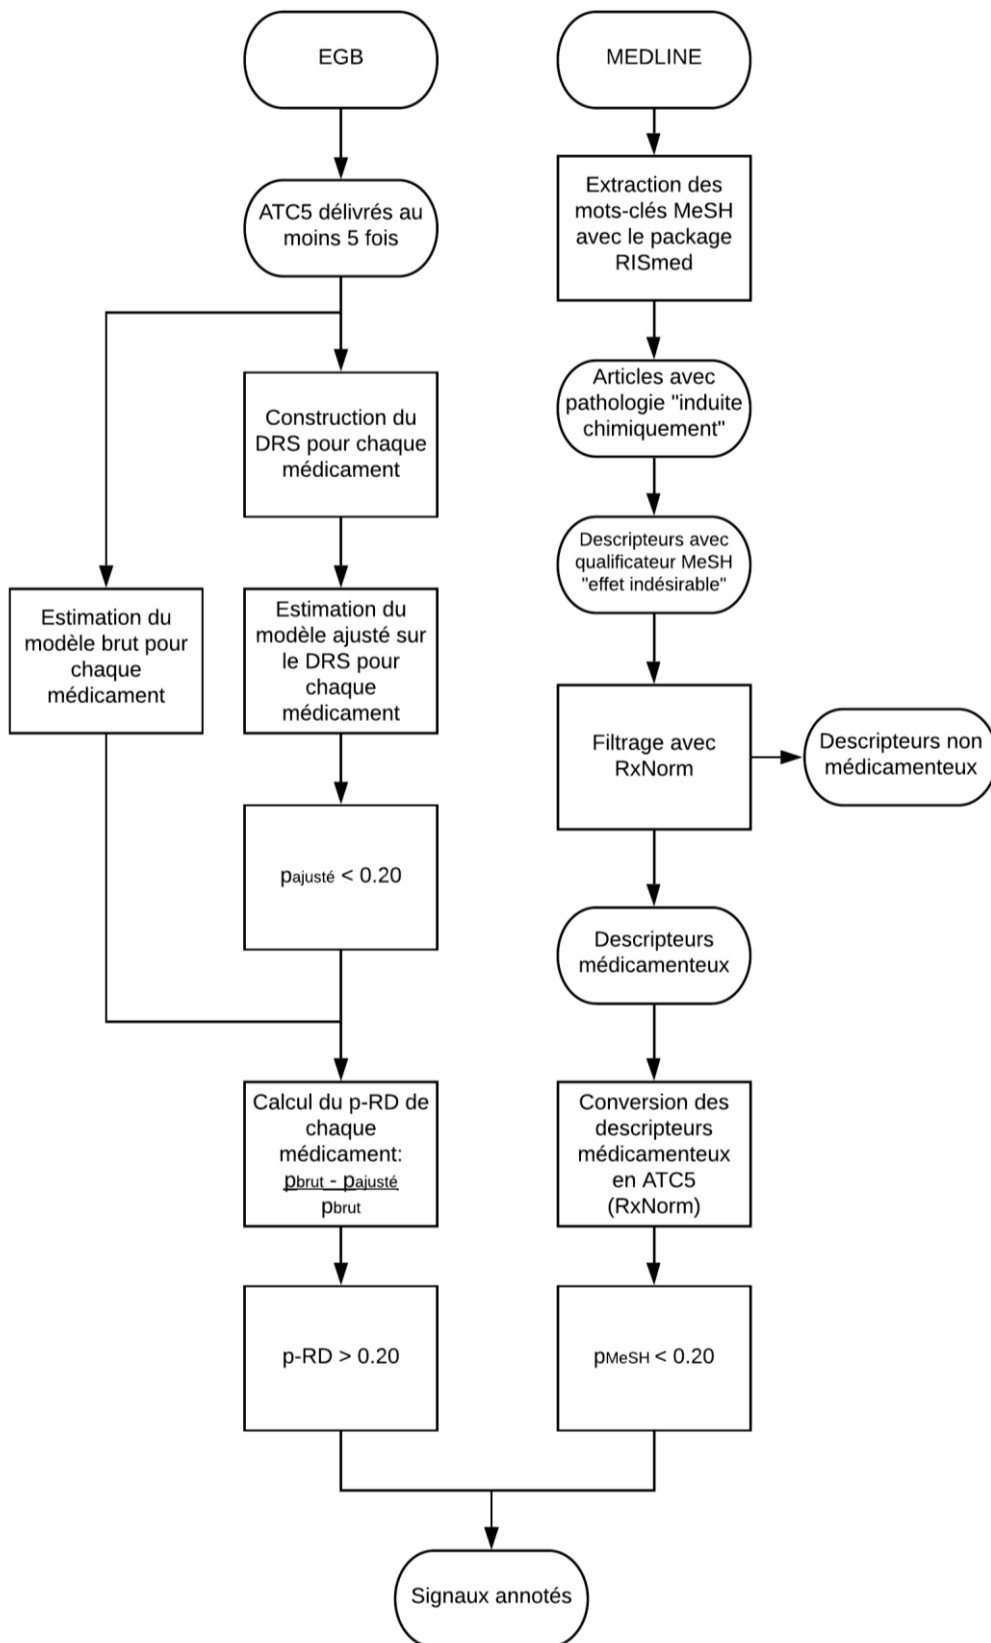 EGB
MEDLINE
ATC5 délivrés au
moins 5 fois
Extraction des
mots-clés MeSH
avec le package
RISmed
Construction du
DRS pour chaque
médicament
Articles avec
pathologie "induite
chimiquement"
Descripteurs avec
qualificateur MeSH
"effet indésirable"
Estimation du
modèle brut pour
chaque
médicament
Estimation du
modèle ajusté sur
le DRS pour
chaque
médicament
Filtrage avec
RxNorm
Descripteurs non
médicamenteux
pajusté < 0.20
Descripteurs
médicamenteux
Calcul du p-RD de
chaque
médicament:
pbrut - pajusté
pbrut
Conversion des
descripteurs
médicamenteux
en ATC5
(RxNorm)
p-RD > 0.20
pMeSH < 0.20
Signaux annotés